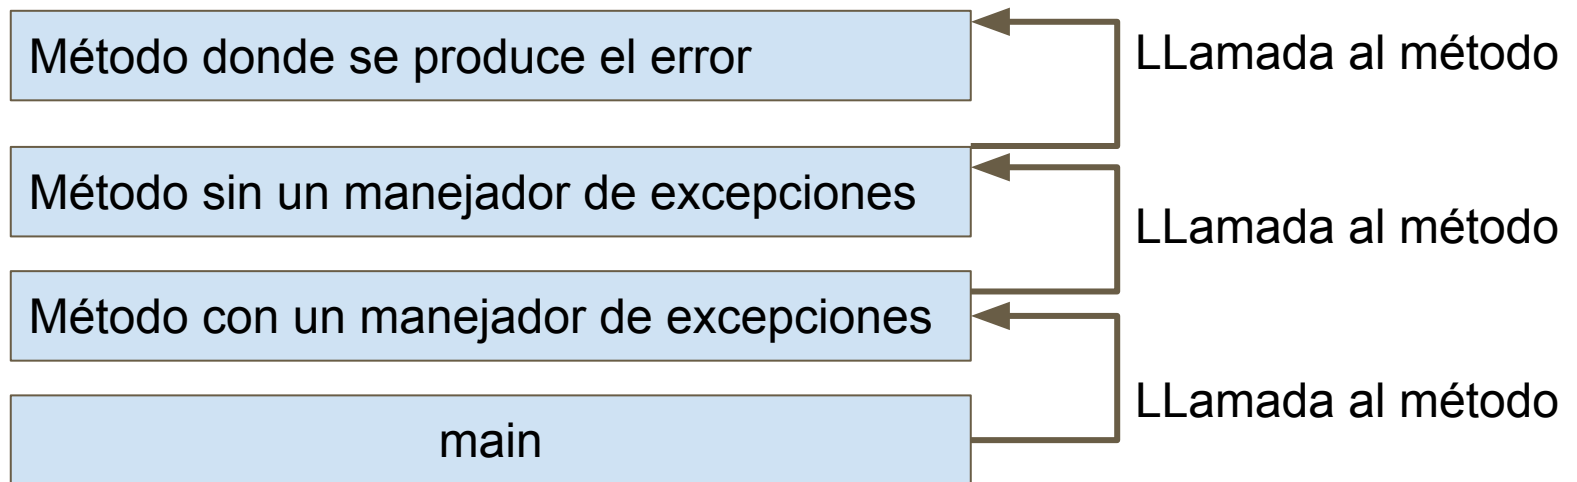 Método donde se produce el error
LLamada al método
Método sin un manejador de excepciones
LLamada al método
Método con un manejador de excepciones
LLamada al método
main